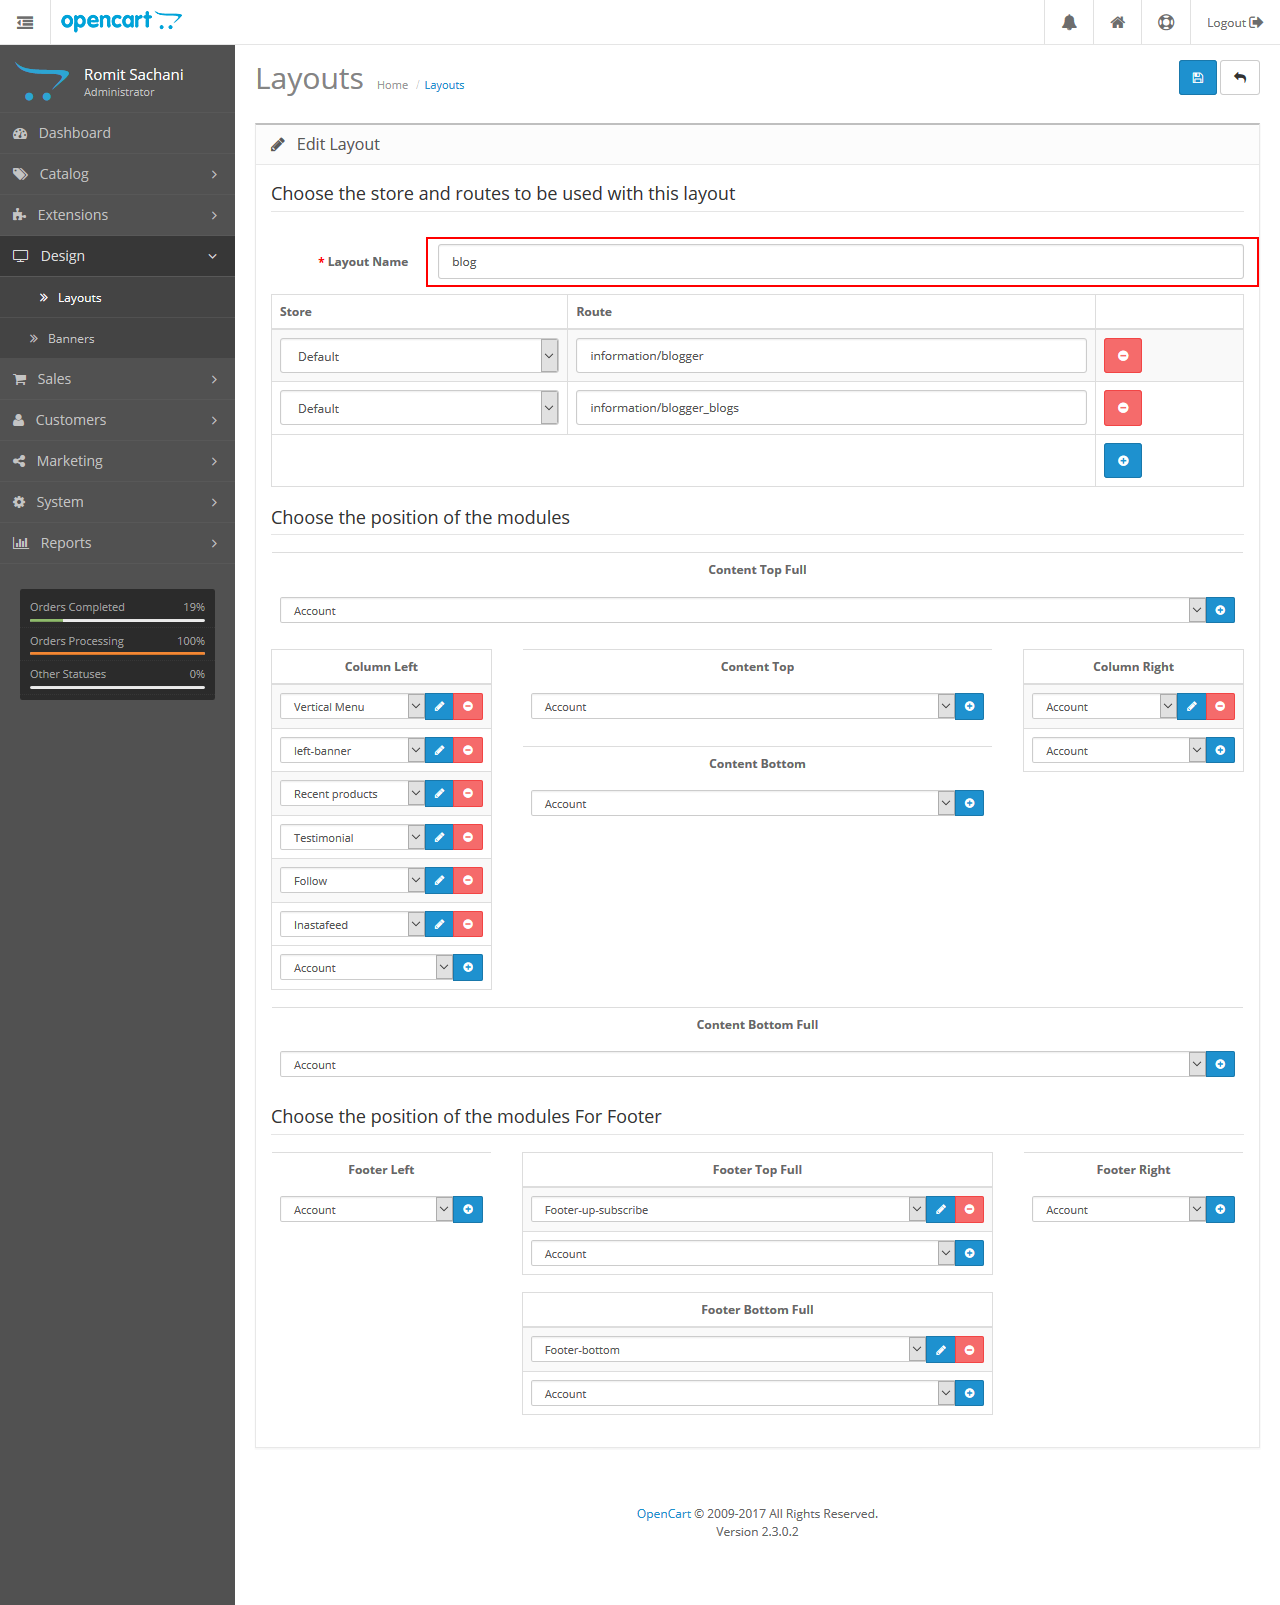 opencart
Logout
Romit Sachani
Administrator
Dashboard
Catalog
Extensions
Design
Layouts
Banners
Sales
Customers
Marketing
System
Reports
Orders Completed 19%
Orders Processing 100%
Other Statuses 0%
Layouts Home / Layouts
Edit Layout
Choose the store and routes to be used with this layout
* Layout Name blog
Store Route
Default information/blogger
Default information/blogger_blogs
Choose the position of the modules
Content Top Full
Account
Column Left
Vertical Menu
left-banner
Recent products
Testimonial
Follow
Inastafeed
Account
Content Top
Account
Content Bottom
Account
Column Right
Account
Account
Content Bottom Full
Account
Choose the position of the modules For Footer
Footer Left
Account
Footer Top Full
Footer-up-subscribe
Account
Footer Bottom Full
Footer-bottom
Account
Footer Right
Account
OpenCart © 2009-2017 All Rights Reserved.
Version 2.3.0.2